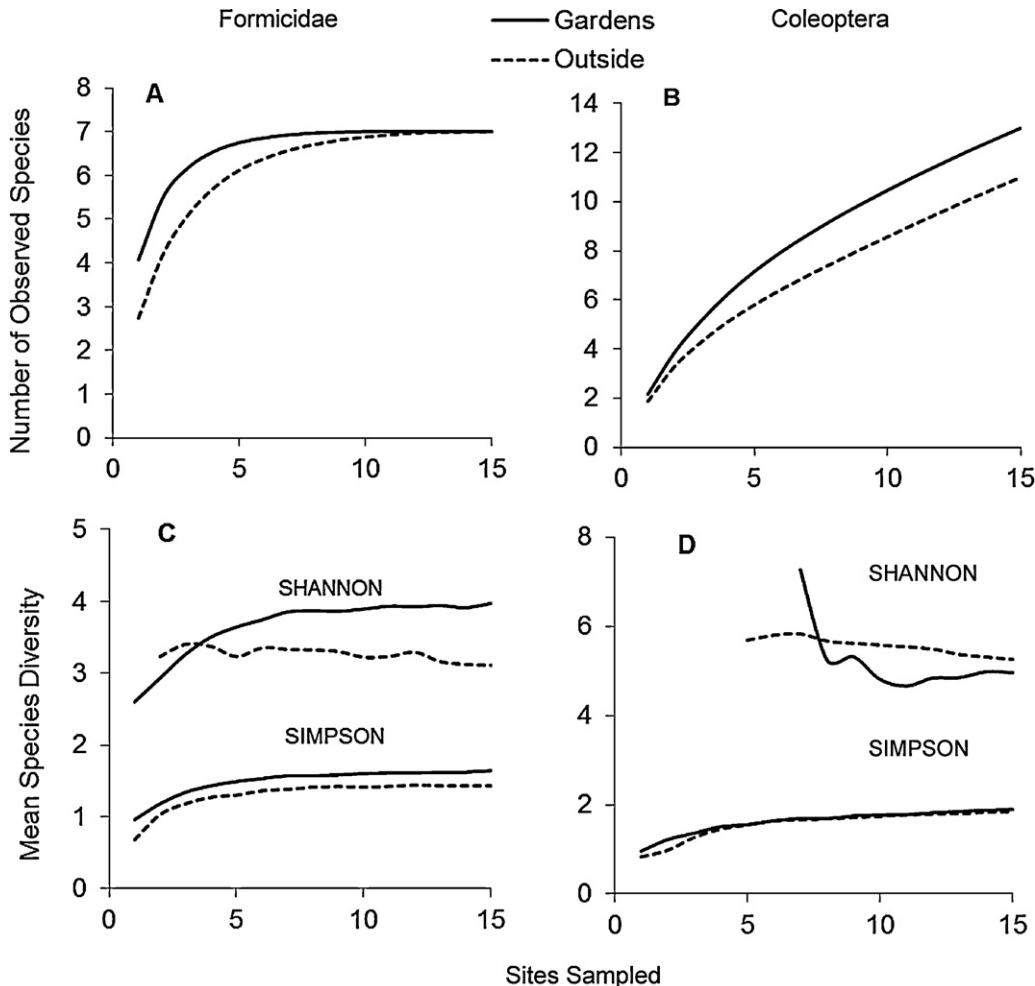 Formicidae
Gardens
Outside
Coleoptera
Number of Observed Species
A
8
7
6
5
4
3
2
1
0
0 5 10 15
B
14
12
10
8
6
4
2
0
0 5 10 15
Mean Species Diversity
C
5
4
3
2
1
0
SHANNON
SIMPSON
0 5 10 15
D
8
6
4
2
0
SHANNON
SIMPSON
0 5 10 15
Sites Sampled